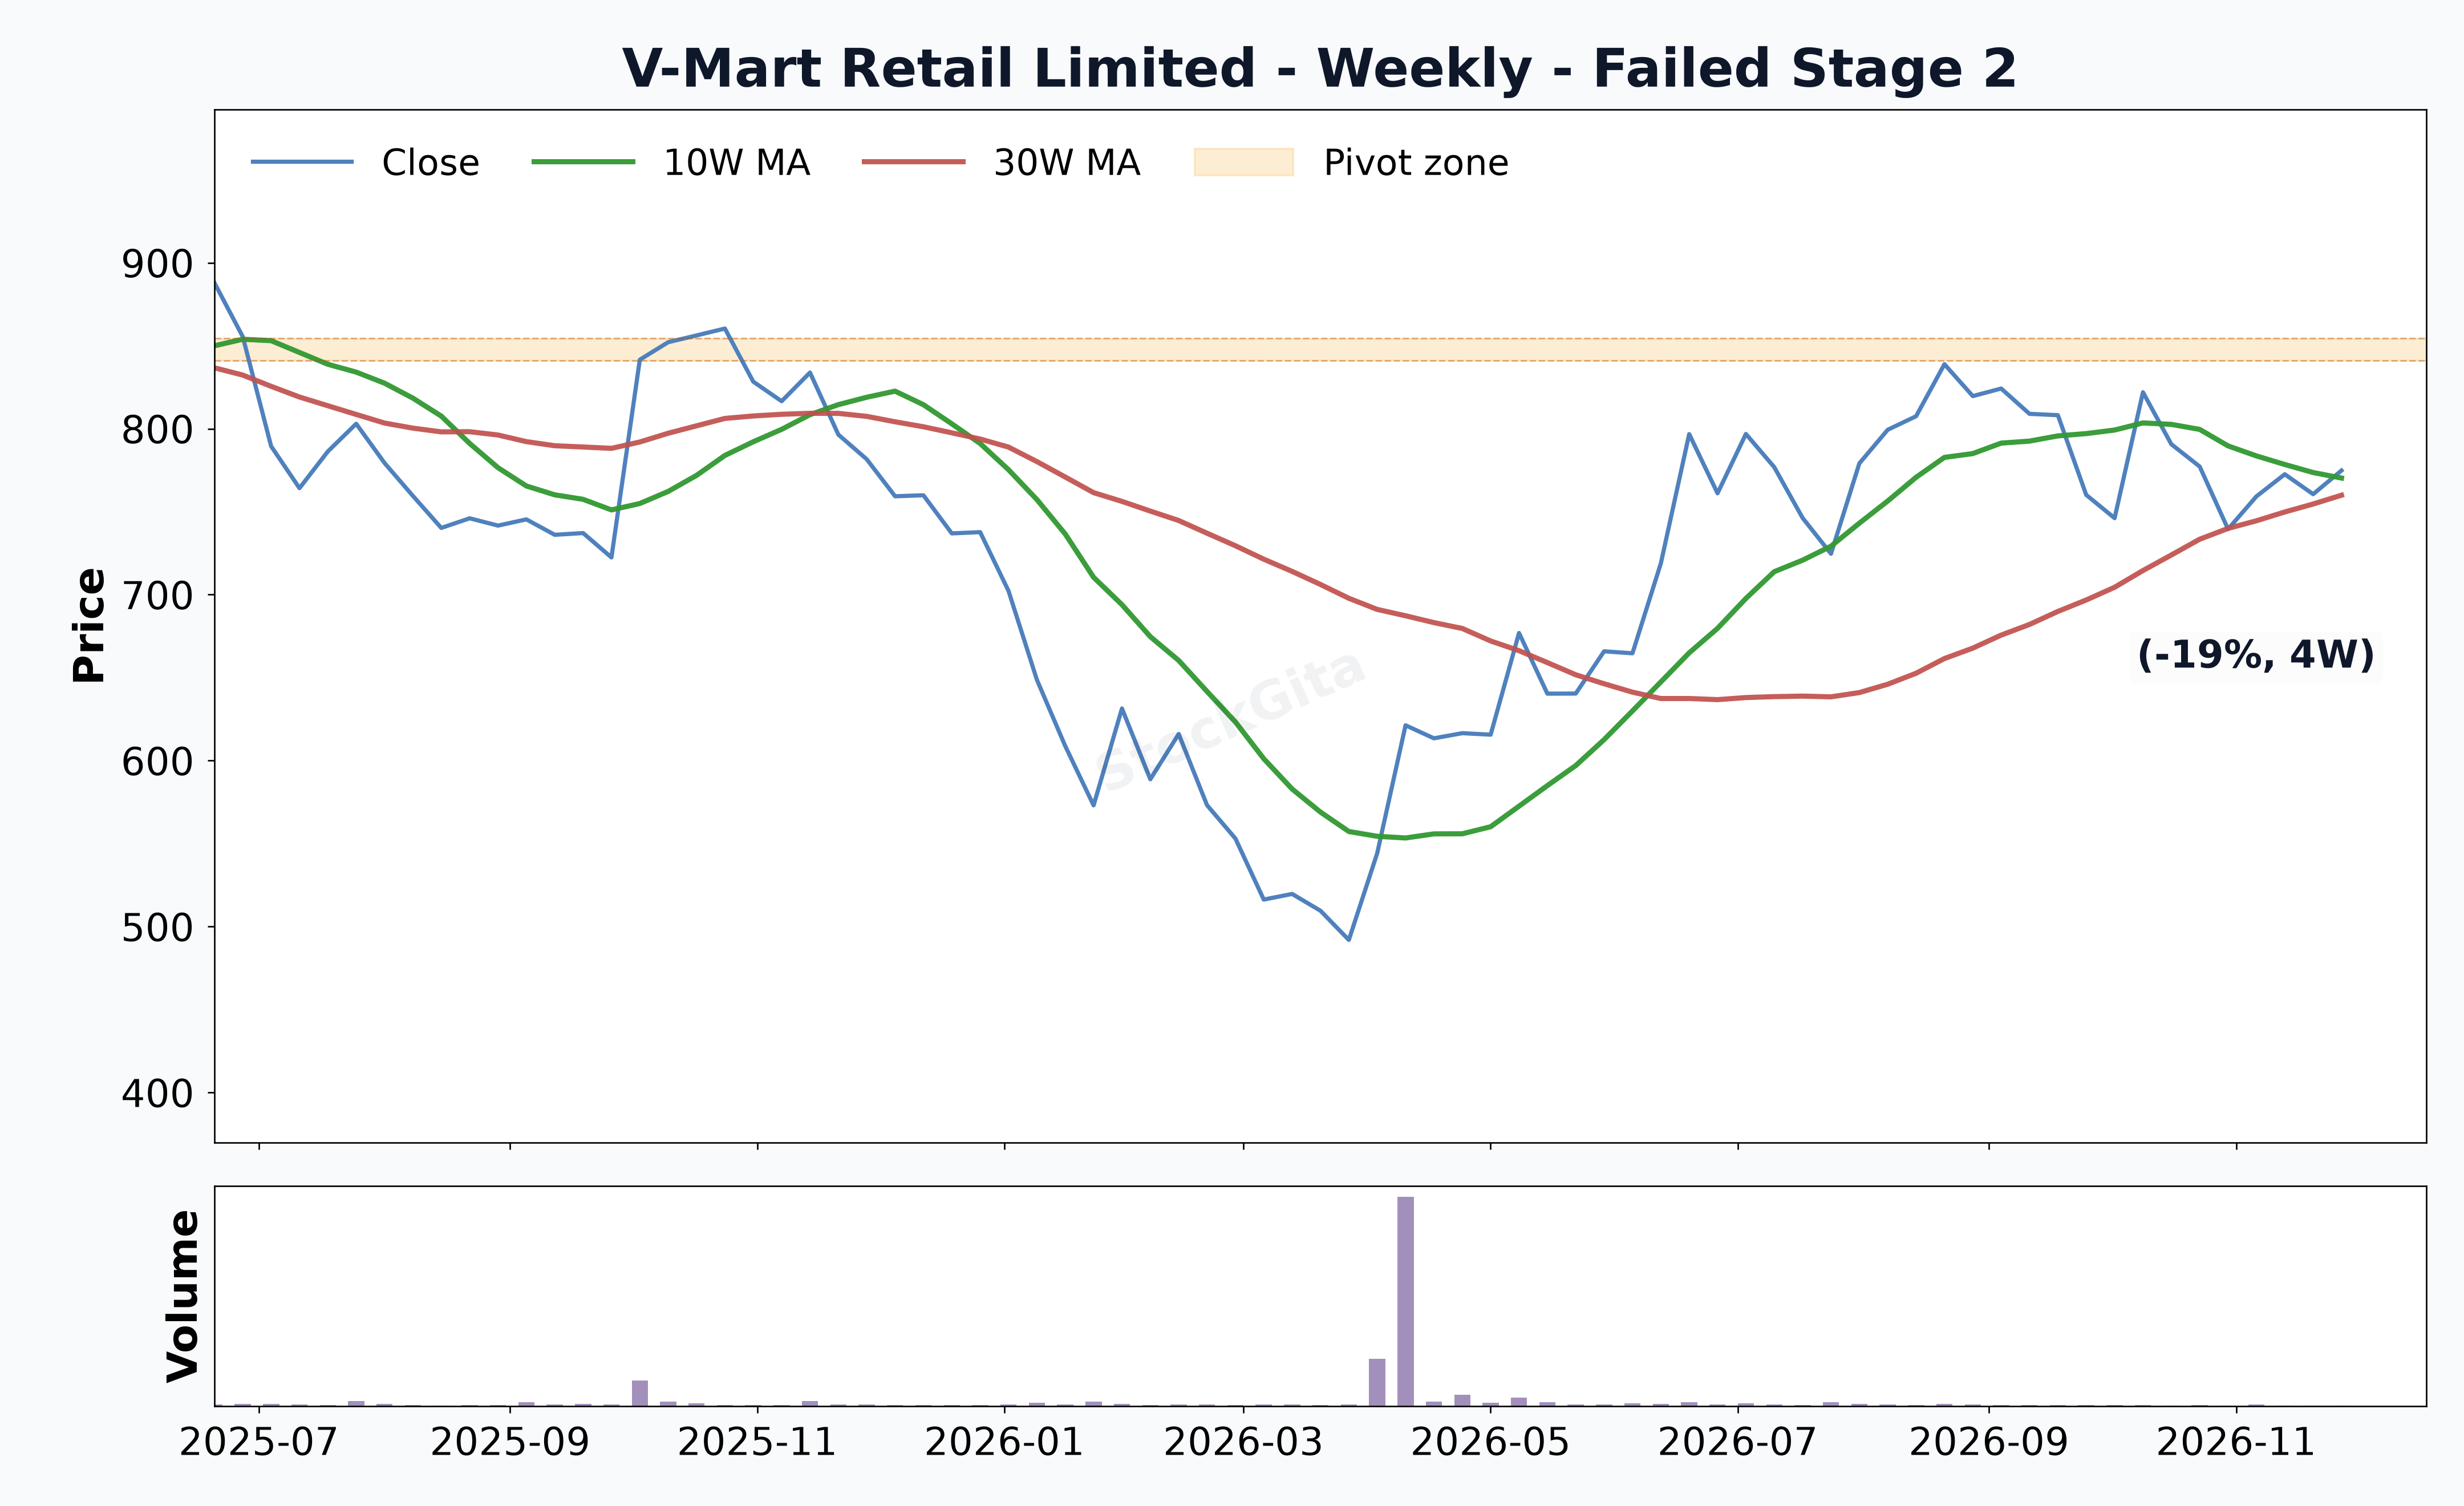 V-Mart Retail Limited - Weekly - Failed Stage 2
Close 10W MA 30W MA Pivot zone
Price
900
800
700
600
500
400
(-19%, 4W)
StockGita
Volume
2025-07 2025-09 2025-11 2026-01 2026-03 2026-05 2026-07 2026-09 2026-11